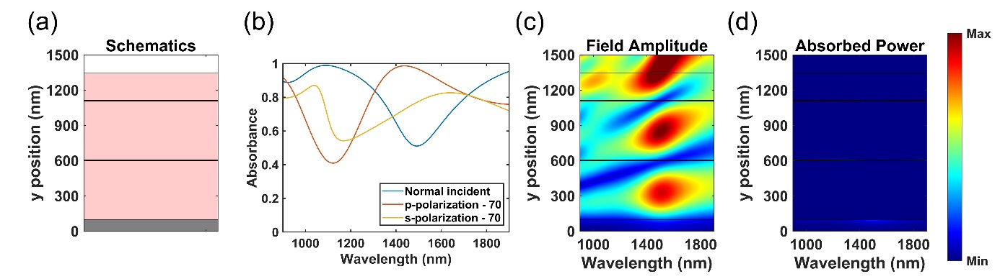 (a)
Schematics
1500
1200
900
600
300
0
y position (nm)
(b)
1
0.8
0.6
0.4
0.2
0
Absorbance
Normal incident
p-polarization - 70
s-polarization - 70
1000 1200 1400 1600 1800
Wavelength (nm)
(c)
Field Amplitude
1500
1200
900
600
300
0
y position (nm)
1000 1400 1800
Wavelength (nm)
(d)
Absorbed Power
1500
1200
900
600
300
0
y position (nm)
1000 1400 1800
Wavelength (nm)
Max
Min